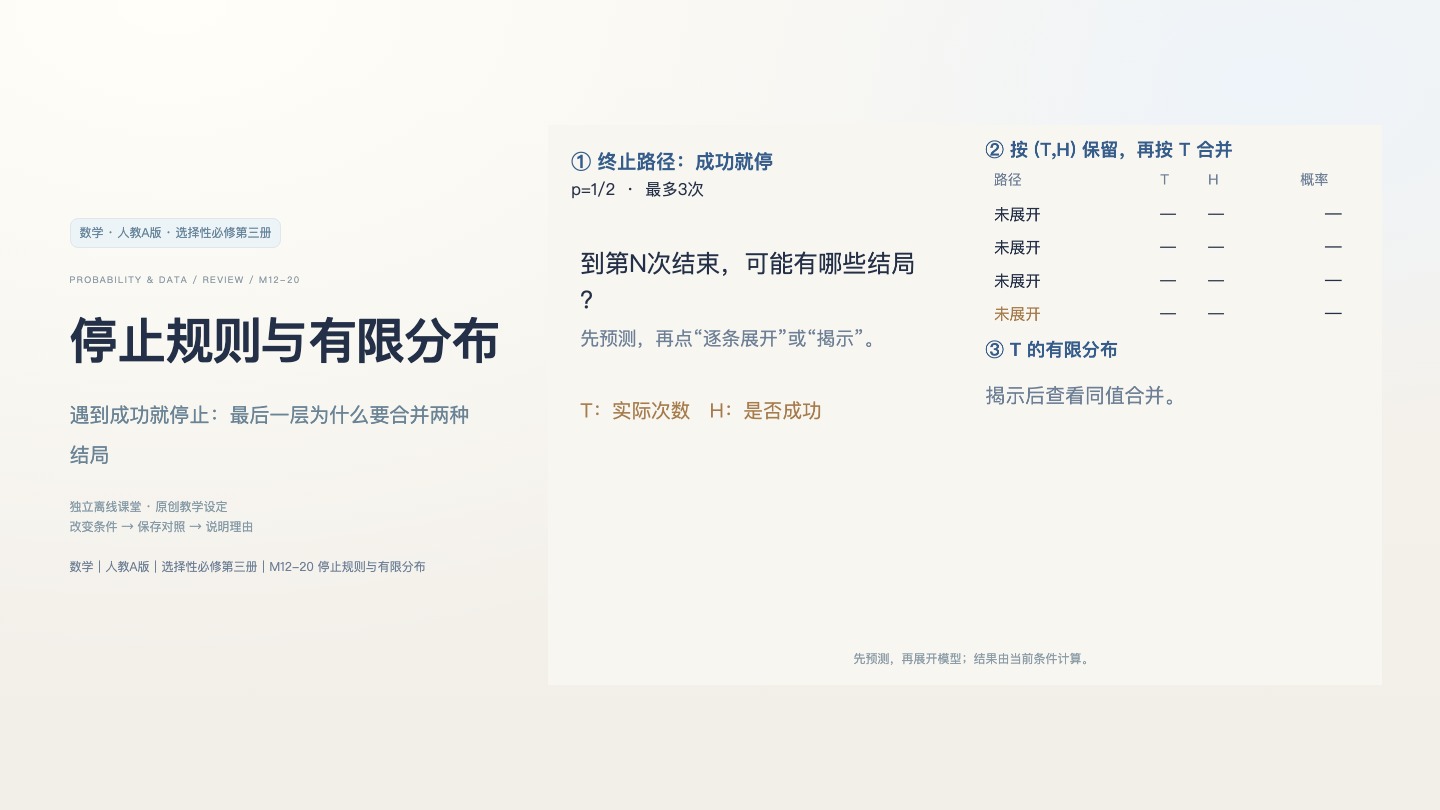 数学 · 人教A版 · 选择性必修第三册
PROBABILITY & DATA / REVIEW / M12-20
停止规则与有限分布
遇到成功就停止：最后一层为什么要合并两种
结局
独立离线课堂 · 原创教学设定
改变条件 → 保存对照 → 说明理由
数学 | 人教A版 | 选择性必修第三册 | M12-20 停止规则与有限分布
① 终止路径：成功就停
p=1/2 · 最多3次
到第N次结束，可能有哪些结局
?
先预测，再点“逐条展开”或“揭示”。
T：实际次数 H：是否成功
② 按 (T,H) 保留，再按 T 合并
路径 T H 概率
未展开 — — —
未展开 — — —
未展开 — — —
未展开 — — —
③ T 的有限分布
揭示后查看同值合并。
先预测，再展开模型；结果由当前条件计算。